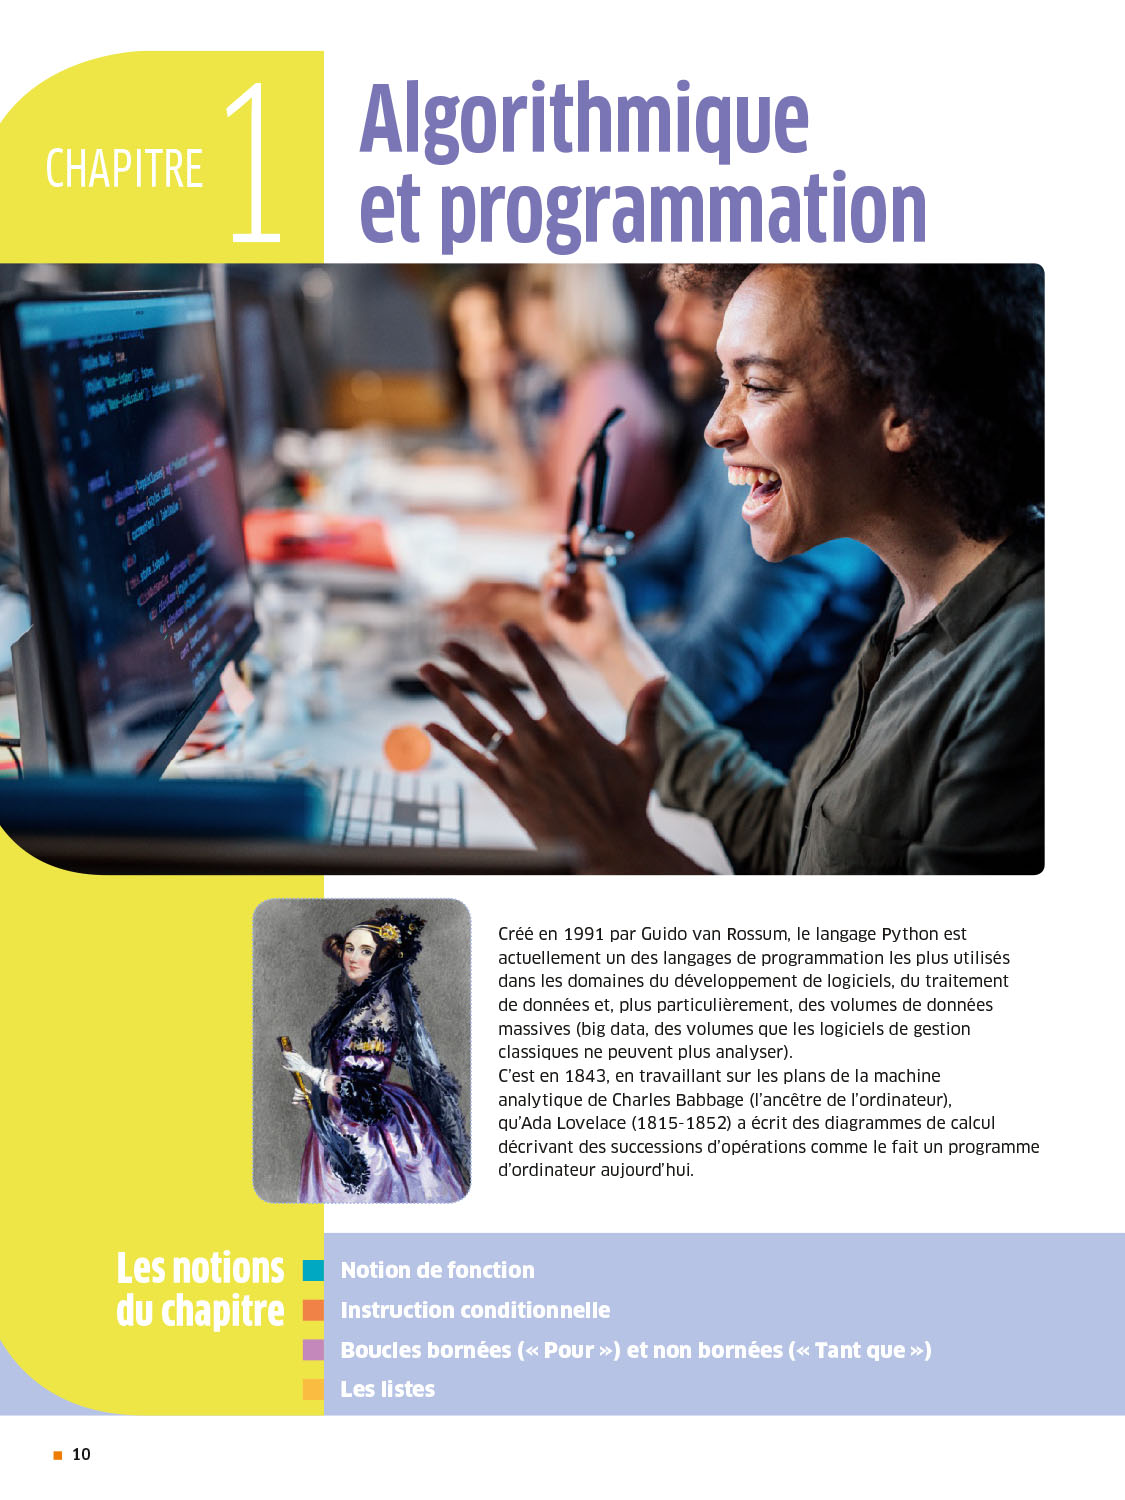 CHAPITRE 1
Algorithmique
et programmation
Créé en 1991 par Guido van Rossum, le langage Python est
actuellement un des langages de programmation les plus utilisés
dans les domaines du développement de logiciels, du traitement
de données et, plus particulièrement, des volumes de données
massives (big data, des volumes que les logiciels de gestion
classiques ne peuvent plus analyser).
C'est en 1843, en travaillant sur les plans de la machine
analytique de Charles Babbage (l'ancêtre de l'ordinateur),
qu'Ada Lovelace (1815-1852) a écrit des diagrammes de calcul
décrivant des successions d'opérations comme le fait un programme
d'ordinateur aujourd'hui.
Les notions
du chapitre
Notion de fonction
Instruction conditionnelle
Boucles bornées (« Pour ») et non bornées (« Tant que »)
Les listes
10